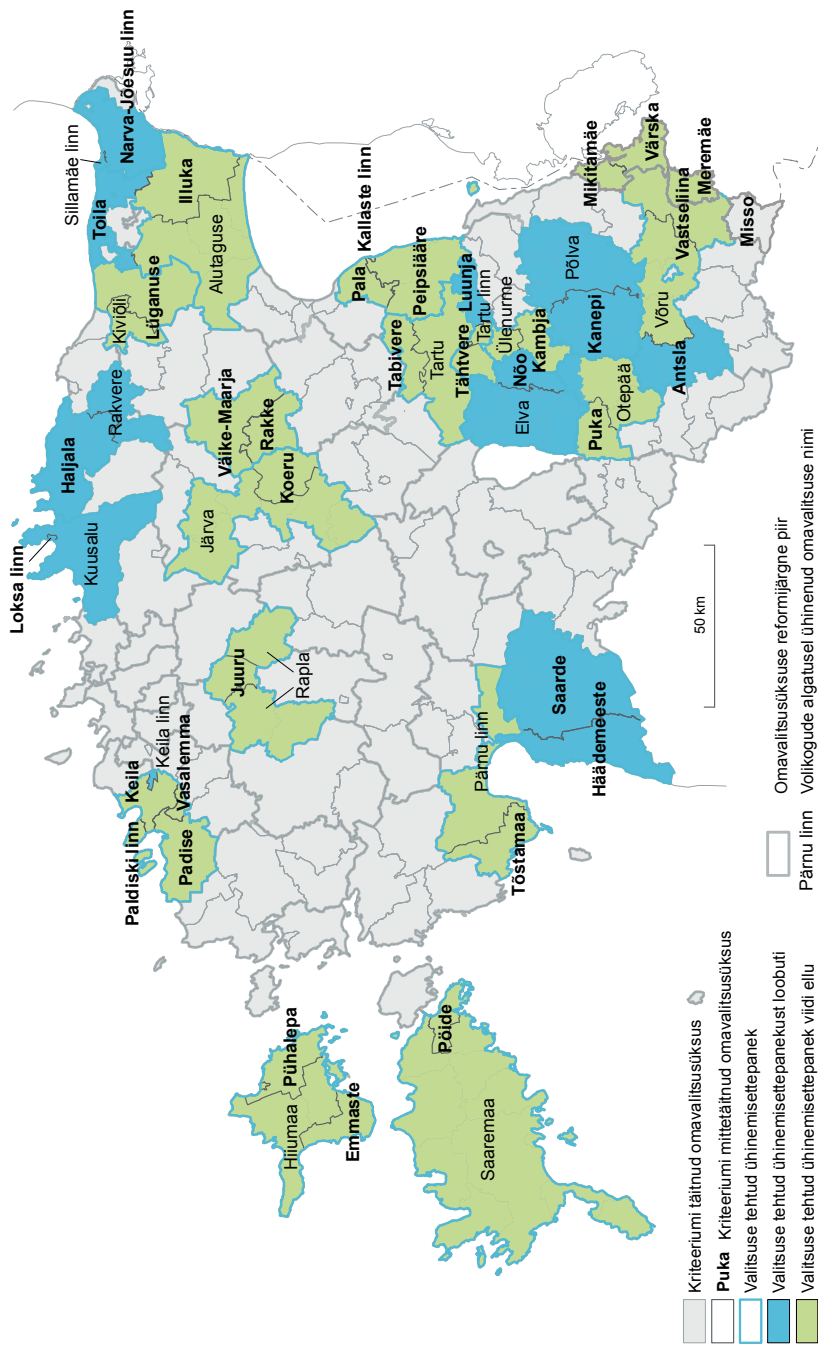 Loksa linn
Kuusalu
Haljala
Rakvere
Kiviõli
Lüganuse
Toila
Sillamäe linn
Narva-Jõesuu linn
Illuka
Alutaguse
Paldiski linn
Keila
Keila linn
Vasalemma
Padise
Juuru
Rapla
Järva
Väike-Maarja
Rakke
Koeru
Pala
Kallaste linn
Peipsiääre
Tabivere
Tartu
Tähtvere
Luunja
Tartu linn
Ülenurme
Nõo
Kambja
Elva
Puka
Otepää
Kanepi
Põlva
Antsla
Võru
Vastseliina
Mikitamäe
Värska
Meremäe
Misso
Pühalepa
Hiiumaa
Emmaste
Pöide
Saaremaa
Tõstamaa
Pärnu linn
Saarde
Häädemeeste
50 km
Kriteeriumi täitnud omavalitsusüksus
Puka Kriteeriumi mittetäitnud omavalitsusüksus
Valitsuse tehtud ühinemisettepanek
Valitsuse tehtud ühinemisettepanekust loobuti
Valitsuse tehtud ühinemisettepanek viidi ellu
Omavalitsusüksuse reformijärgne piir
Pärnu linn Volikogude algatusel ühinenud omavalitsuse nimi